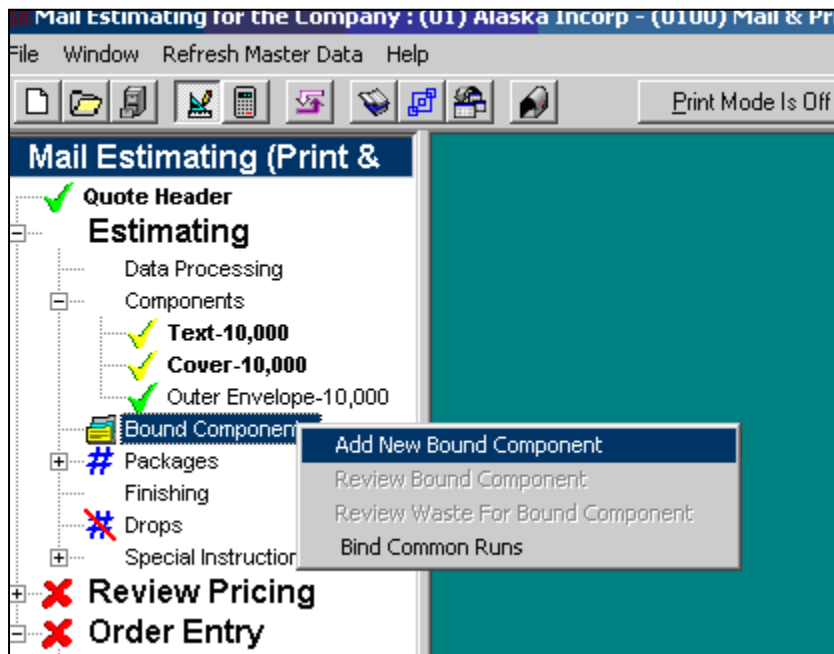 Mail Estimating for the Company : (01) Alaska Incorp - (0100) Mail & Pri
File Window Refresh Master Data Help
Print Mode Is Off
Mail Estimating (Print &
Quote Header
Estimating
Data Processing
Components
Text-10,000
Cover-10,000
Outer Envelope-10,000
Bound Component
Add New Bound Component
Packages
Review Bound Component
Finishing
Review Waste For Bound Component
Drops
Bind Common Runs
Special Instruction
Review Pricing
Order Entry